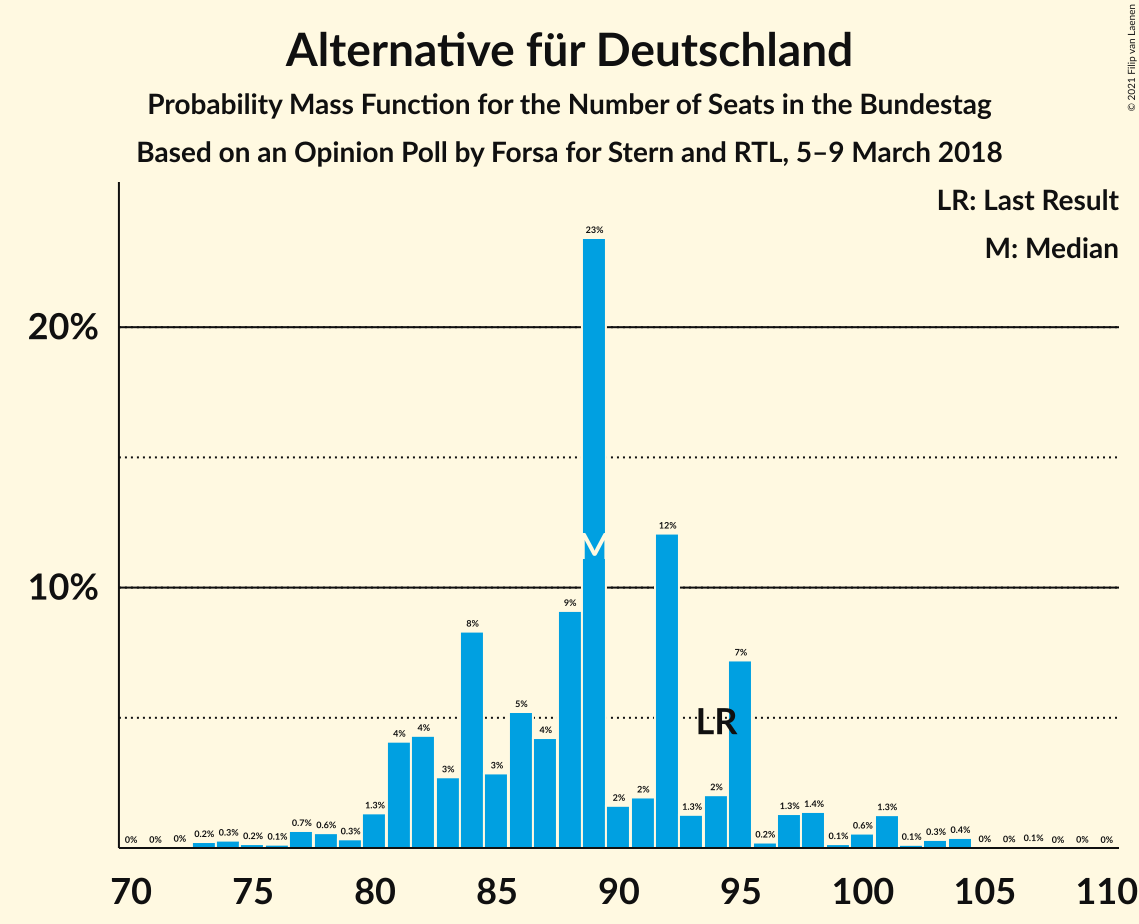 Alternative für Deutschland
Probability Mass Function for the Number of Seats in the Bundestag
Based on an Opinion Poll by Forsa for Stern and RTL, 5–9 March 2018
© 2021 Filip van Laenen
LR: Last Result
M: Median
20%
10%
0% 0% 0% 0.2% 0.3% 0.2% 0.1% 0.7% 0.6% 0.3% 1.3% 4% 4% 3% 8% 3% 5% 4% 9% 23% 2% 2% 12% 1.3% 2% 7% 0.2% 1.3% 1.4% 0.1% 0.6% 1.3% 0.1% 0.3% 0.4% 0% 0% 0.1% 0% 0% 0%
M
LR
70 75 80 85 90 95 100 105 110